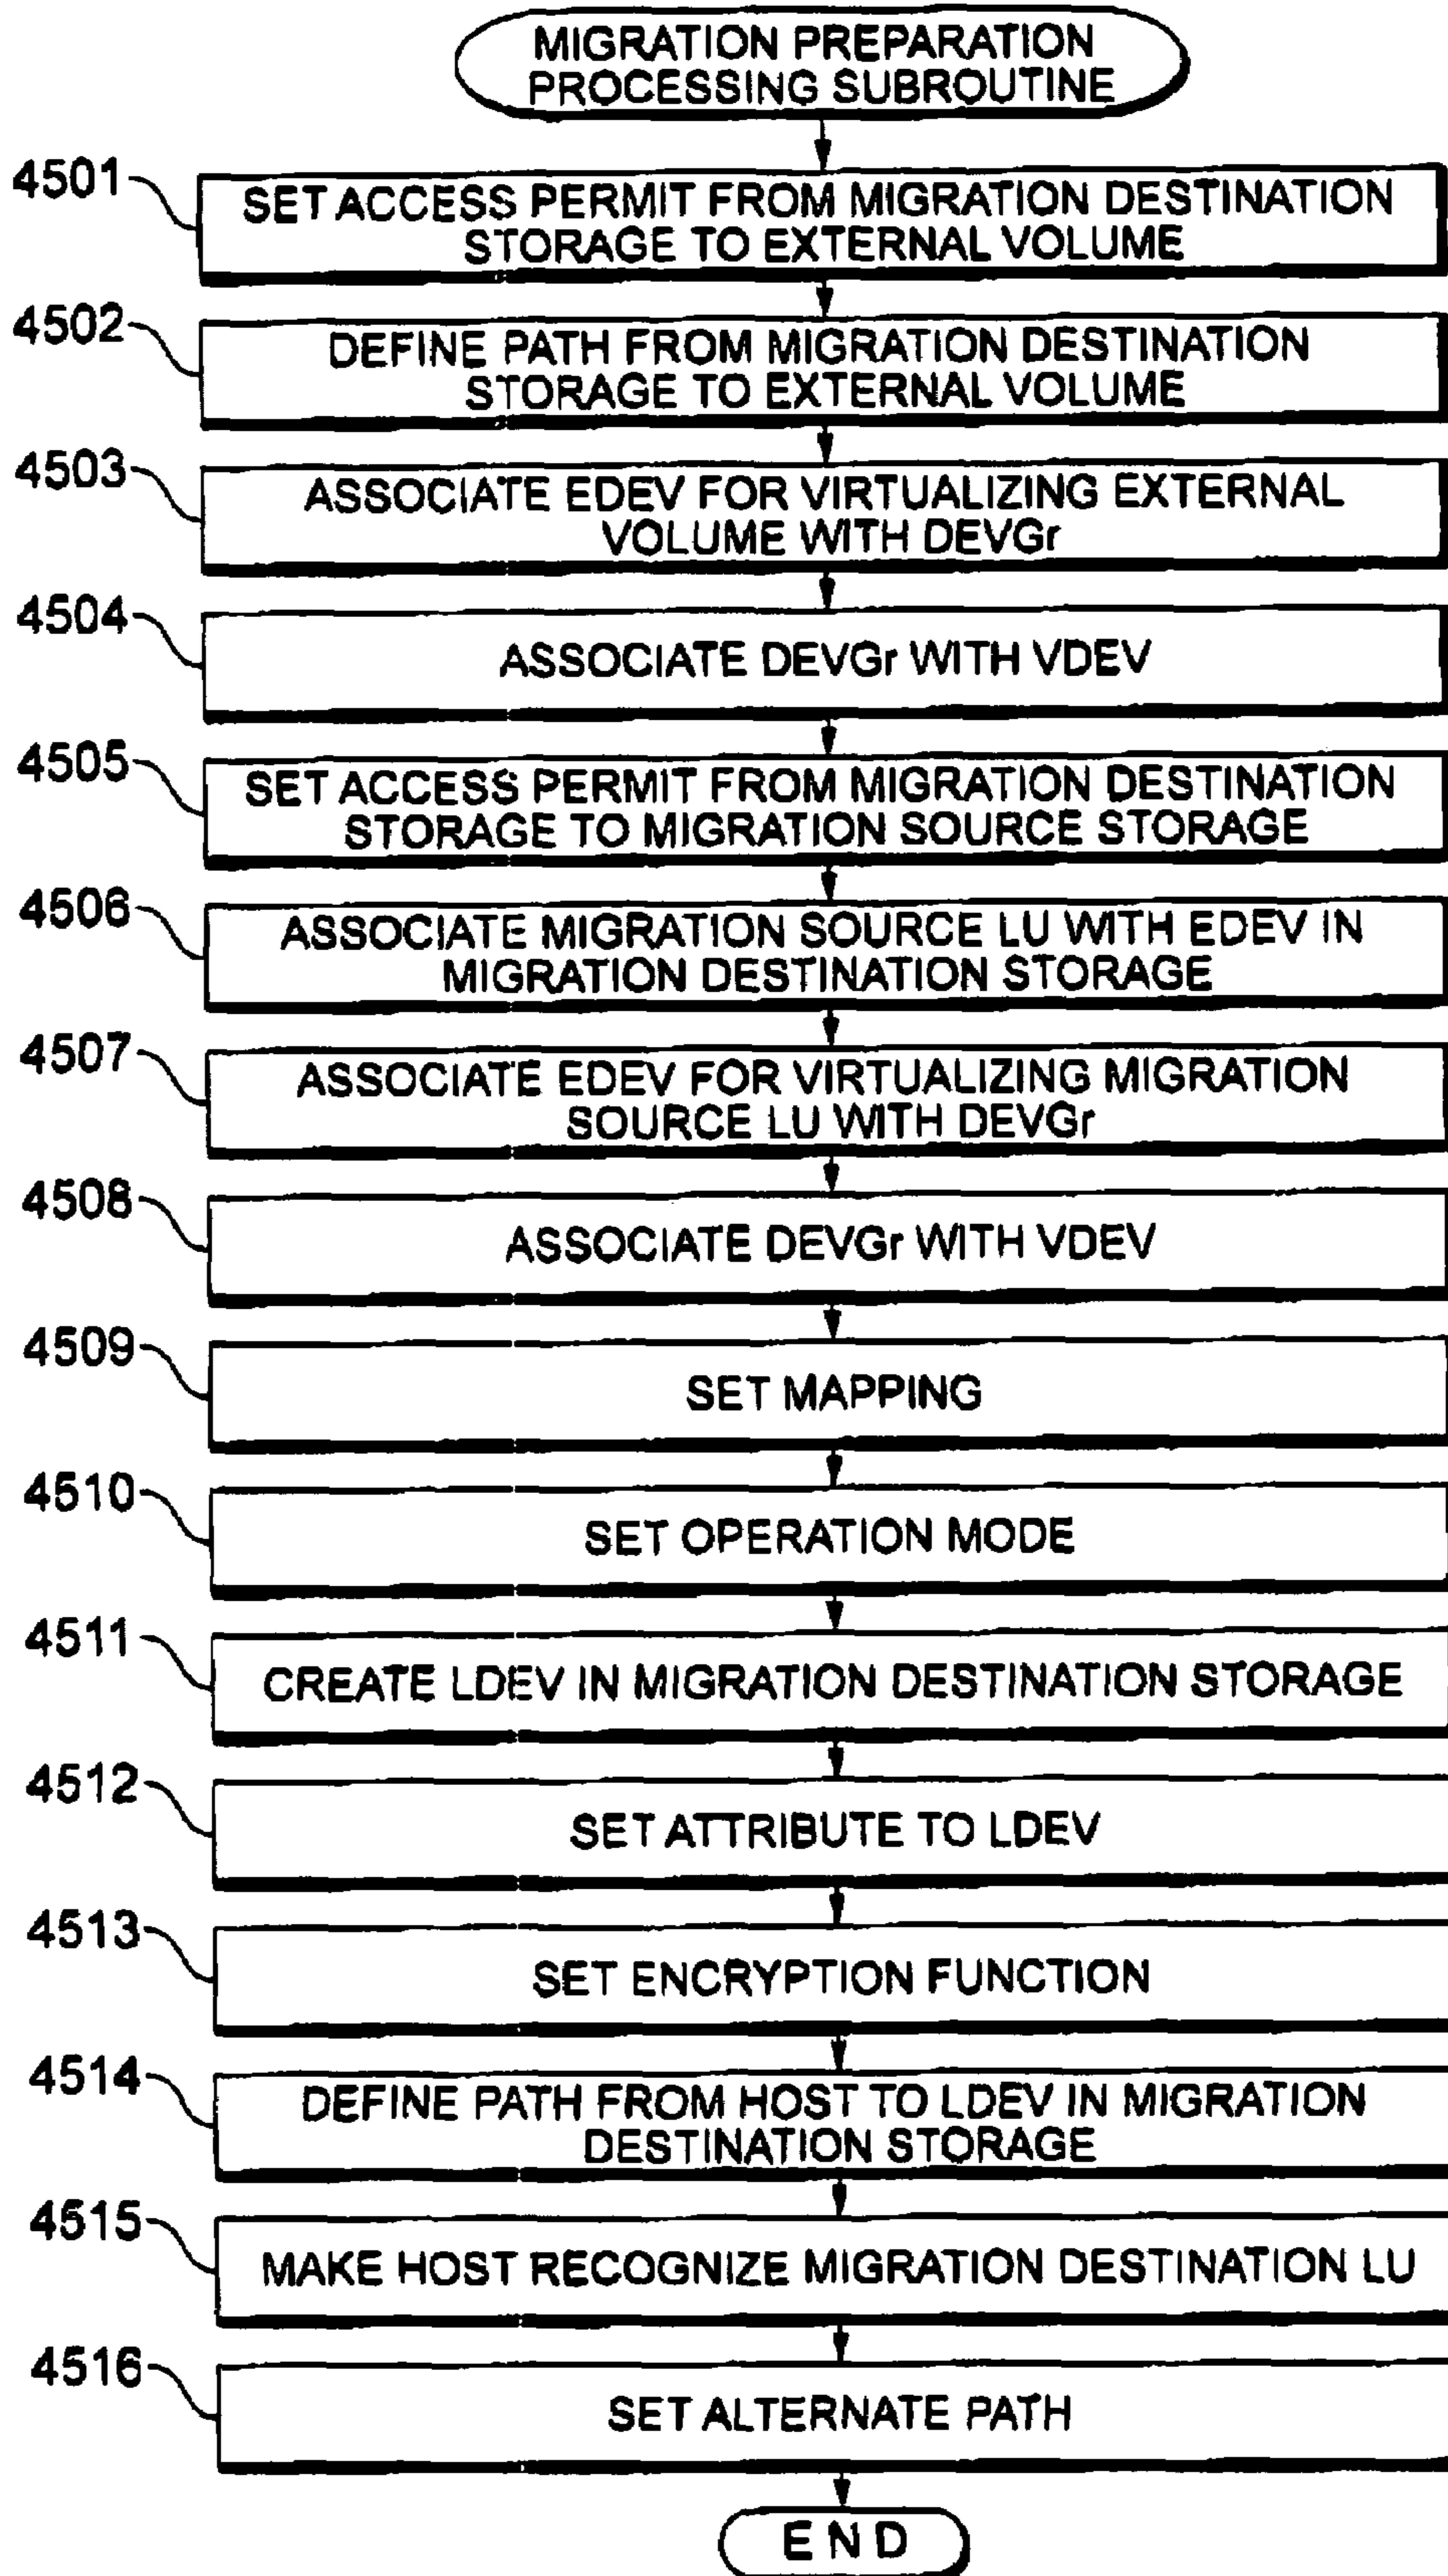 MIGRATION PREPARATION
PROCESSING SUBROUTINE
4501
SET ACCESS PERMIT FROM MIGRATION DESTINATION
STORAGE TO EXTERNAL VOLUME
4502
DEFINE PATH FROM MIGRATION DESTINATION
STORAGE TO EXTERNAL VOLUME
4503
ASSOCIATE EDEV FOR VIRTUALIZING EXTERNAL
VOLUME WITH DEVGr
4504
ASSOCIATE DEVGr WITH VDEV
4505
SET ACCESS PERMIT FROM MIGRATION DESTINATION
STORAGE TO MIGRATION SOURCE STORAGE
4506
ASSOCIATE MIGRATION SOURCE LU WITH EDEV IN
MIGRATION DESTINATION STORAGE
4507
ASSOCIATE EDEV FOR VIRTUALIZING MIGRATION
SOURCE LU WITH DEVGr
4508
ASSOCIATE DEVGr WITH VDEV
4509
SET MAPPING
4510
SET OPERATION MODE
4511
CREATE LDEV IN MIGRATION DESTINATION STORAGE
4512
SET ATTRIBUTE TO LDEV
4513
SET ENCRYPTION FUNCTION
4514
DEFINE PATH FROM HOST TO LDEV IN MIGRATION
DESTINATION STORAGE
4515
MAKE HOST RECOGNIZE MIGRATION DESTINATION LU
4516
SET ALTERNATE PATH
END